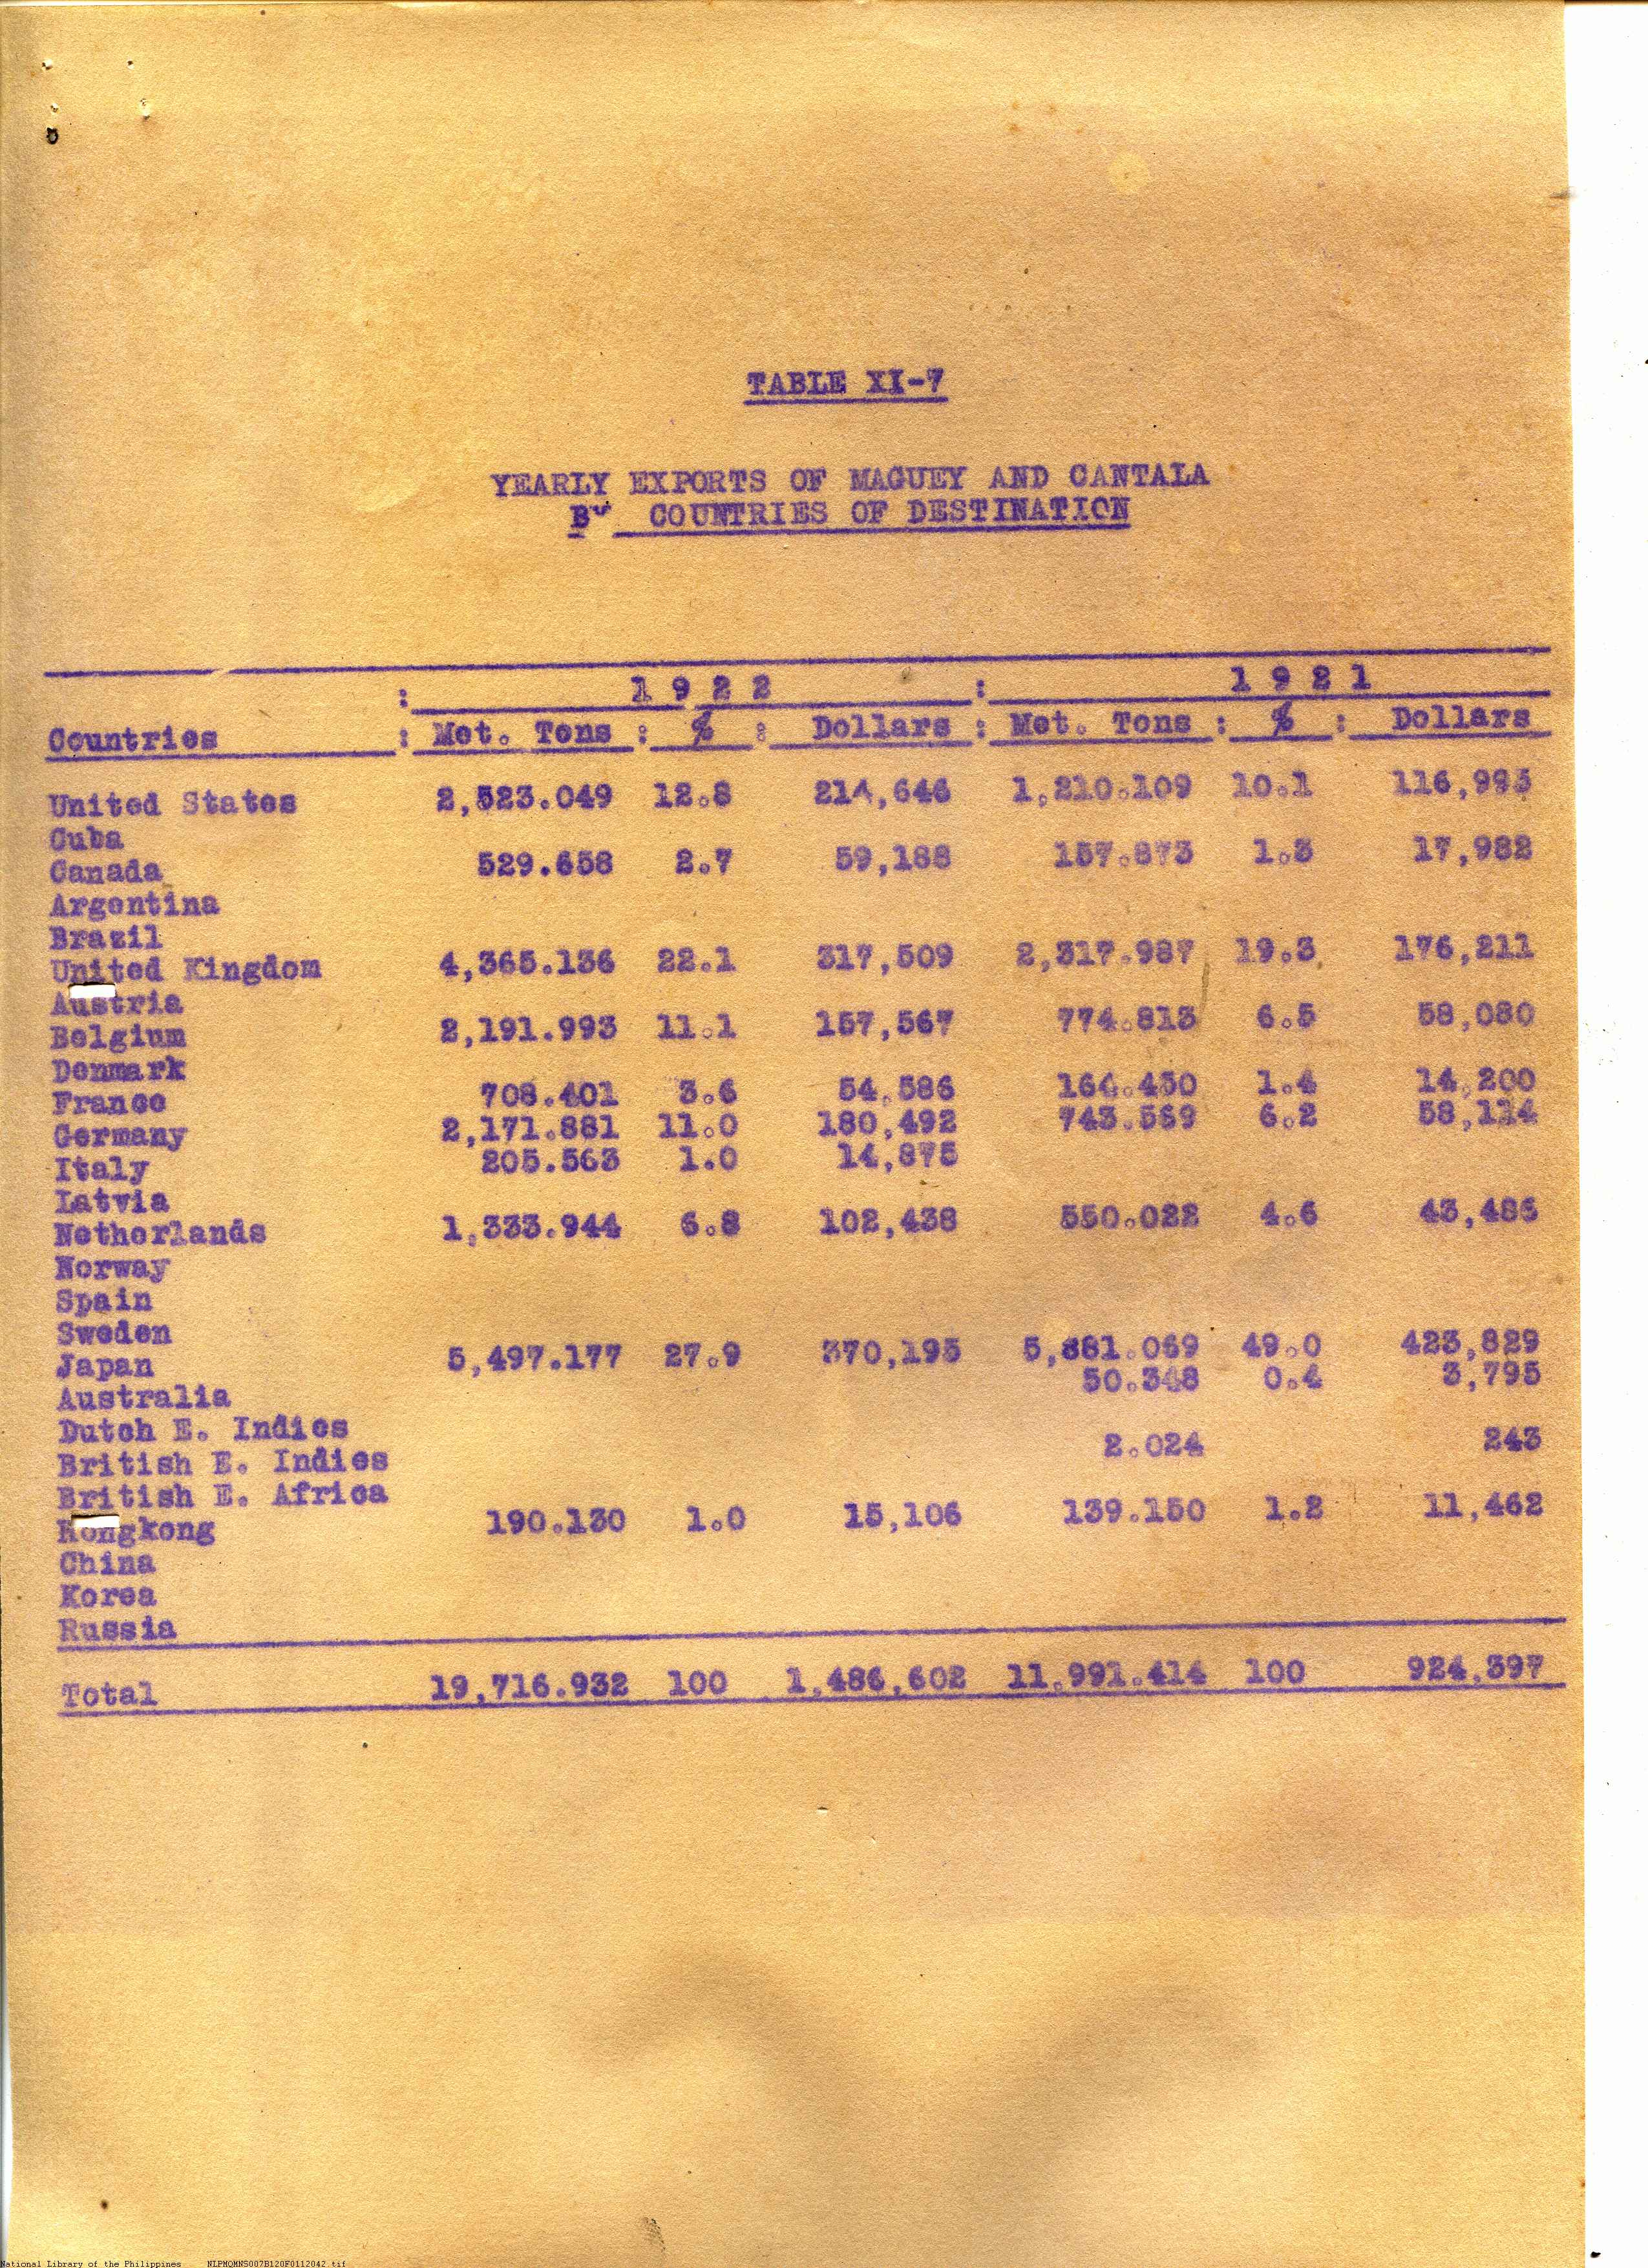 TABLE XI-7
YEARLY EXPORTS OF MAGUEY AND CANTALA
BY COUNTRIES OF DESTINATION
: 1 9 2 2 : 1 9 2 1
Countries : Met. Tons : % : Dollars : Met. Tons : % : Dollars
United States 2,523.049 12.8 214,646 1,210.109 10.1 116,995
Cuba
Canada 529.658 2.7 59,188 157.873 1.3 17,982
Argentina
Brazil
United Kingdom 4,365.136 22.1 317,509 2,317.987 19.3 176,211
Austria
Belgium 2,191.993 11.1 157,567 774.813 6.5 58,080
Denmark
France 708.401 3.6 54,586 164.450 1.4 14,200
Germany 2,171.881 11.0 180,492 743.569 6.2 58,114
Italy 205.563 1.0 14,875
Latvia
Netherlands 1,333.944 6.8 102,438 550.022 4.6 43,486
Norway
Spain
Sweden
Japan 5,497.177 27.9 370,195 5,881.069 49.0 423,829
Australia 50.348 0.4 3,795
Dutch E. Indies
British E. Indies 2.024 243
British E. Africa
Hongkong 190.130 1.0 15,106 139.150 1.2 11,462
China
Korea
Russia
Total 19,716.932 100 1,486,602 11,991.414 100 924,397
National Library of the Philippines NLPMQMNS007B120F0112042.tif